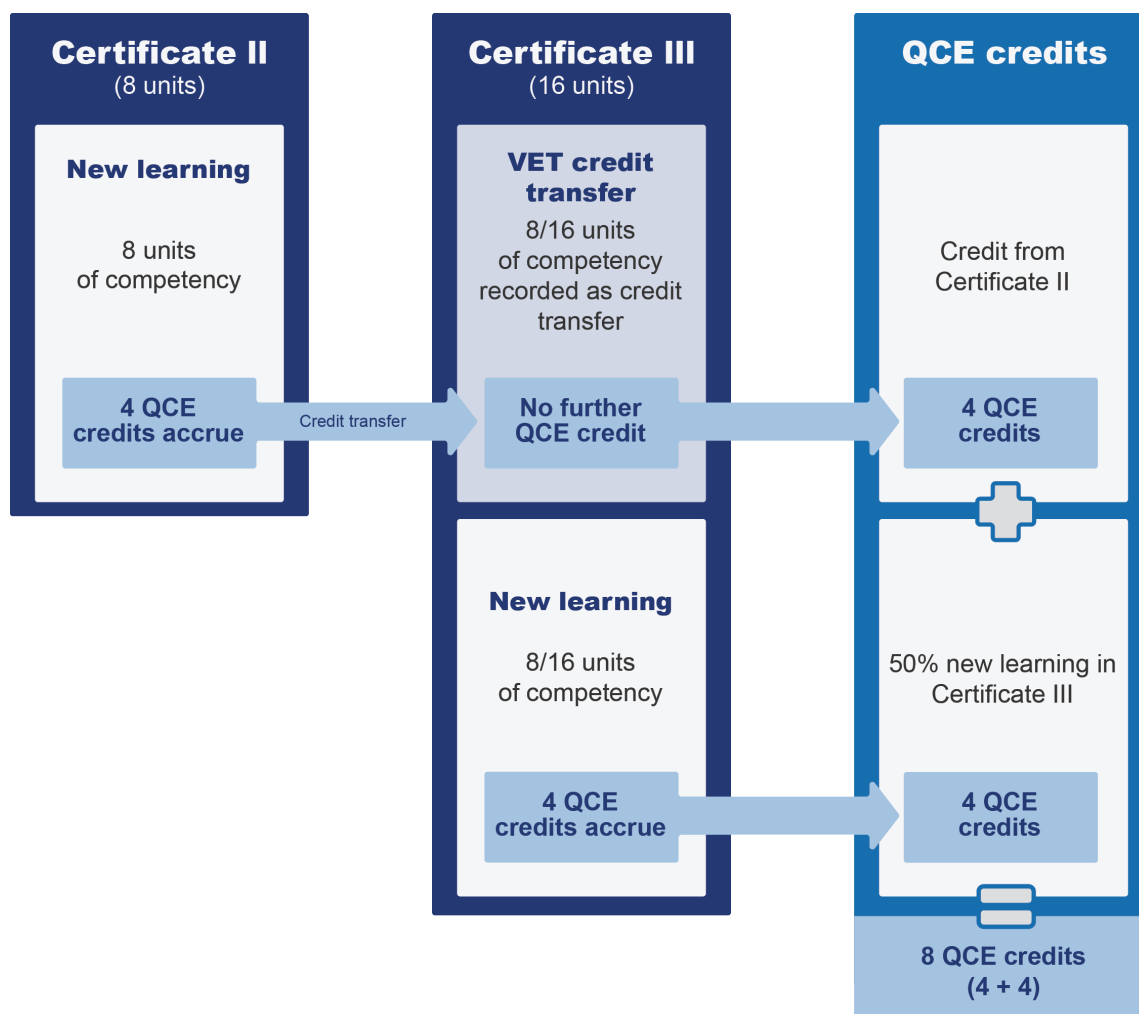 Certificate II
(8 units)
New learning
8 units
of competency
4 QCE
credits accrue
Credit transfer
Certificate III
(16 units)
VET credit
transfer
8/16 units
of competency
recorded as credit
transfer
No further
QCE credit
New learning
8/16 units
of competency
4 QCE
credits accrue
QCE credits
Credit from
Certificate II
4 QCE
credits
50% new learning in
Certificate III
4 QCE
credits
8 QCE credits
(4 + 4)